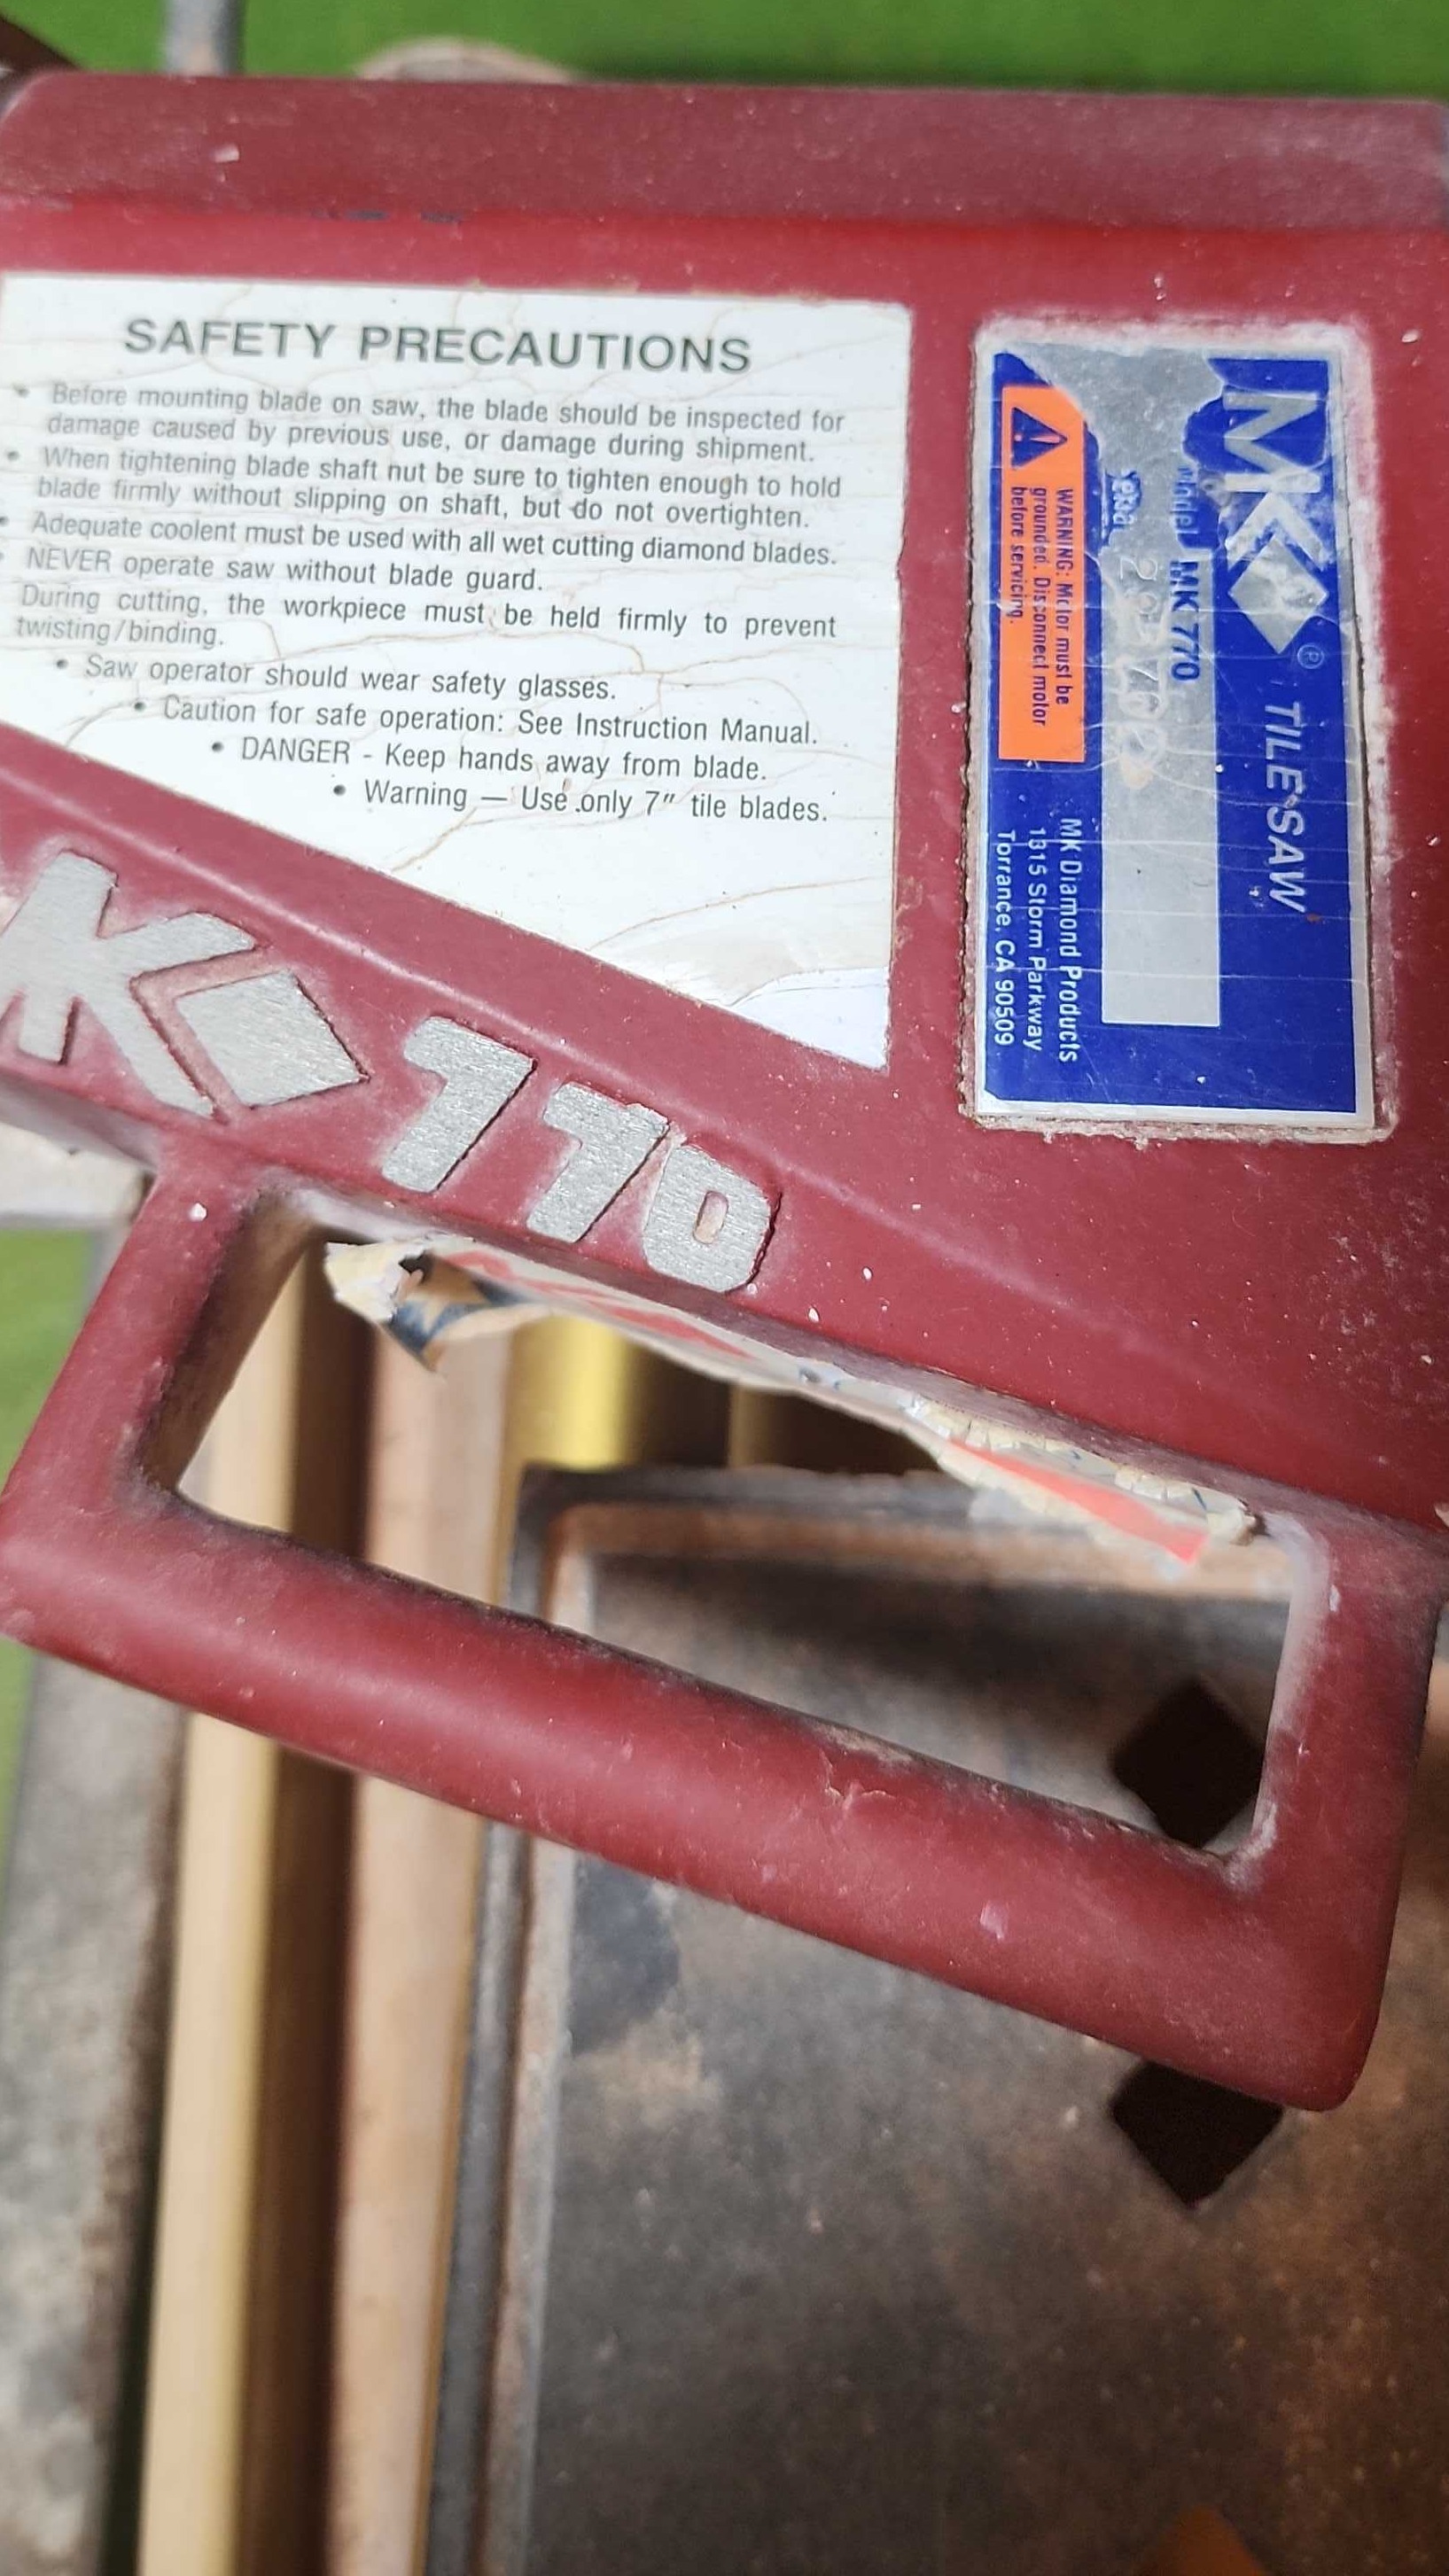 SAFETY PRECAUTIONS
• Before mounting blade on saw, the blade should be inspected for
damage caused by previous use, or damage during shipment.
• When tightening blade shaft nut be sure to tighten enough to hold
blade firmly without slipping on shaft, but do not overtighten.
• Adequate coolent must be used with all wet cutting diamond blades.
• NEVER operate saw without blade guard.
During cutting, the workpiece must be held firmly to prevent
twisting/binding.
• Saw operator should wear safety glasses.
• Caution for safe operation: See Instruction Manual.
• DANGER - Keep hands away from blade.
• Warning — Use only 7" tile blades.
MK TILE SAW
Model MK 770
WARNING: Motor must be
grounded. Disconnect motor
before servicing.
MK Diamond Products
1315 Storm Parkway
Torrance, CA 90509
K 770